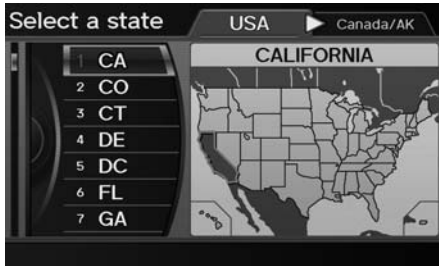 Select a state
USA
Canada/AK
1 CA
2 CO
3 CT
4 DE
5 DC
6 FL
7 GA
CALIFORNIA